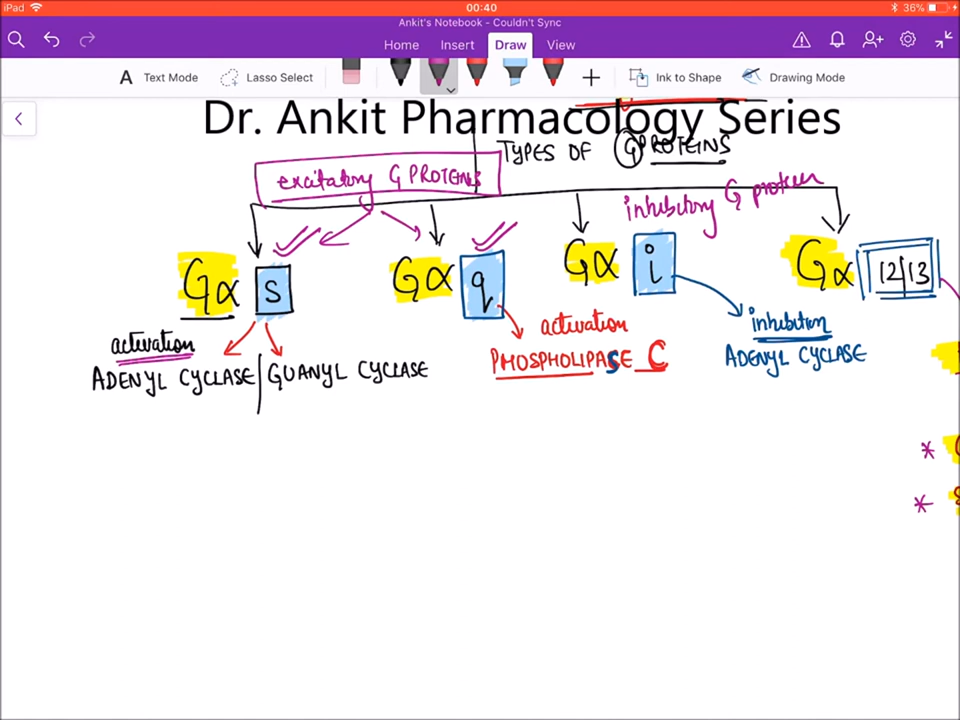 iPad 00:40 36%
Ankit's Notebook - Couldn't Sync
Home Insert Draw View
A Text Mode Lasso Select + Ink to Shape Drawing Mode
Dr. Ankit Pharmacology Series
TYPES OF G PROTEINS
excitatory G PROTEINS
inhibitory G protein
Gα s Gα q Gα i Gα 12/13
activation
ADENYL CYCLASE/GUANYL CYCLASE
activation
PHOSPHOLIPASE C
inhibition
ADENYL CYCLASE
*
*